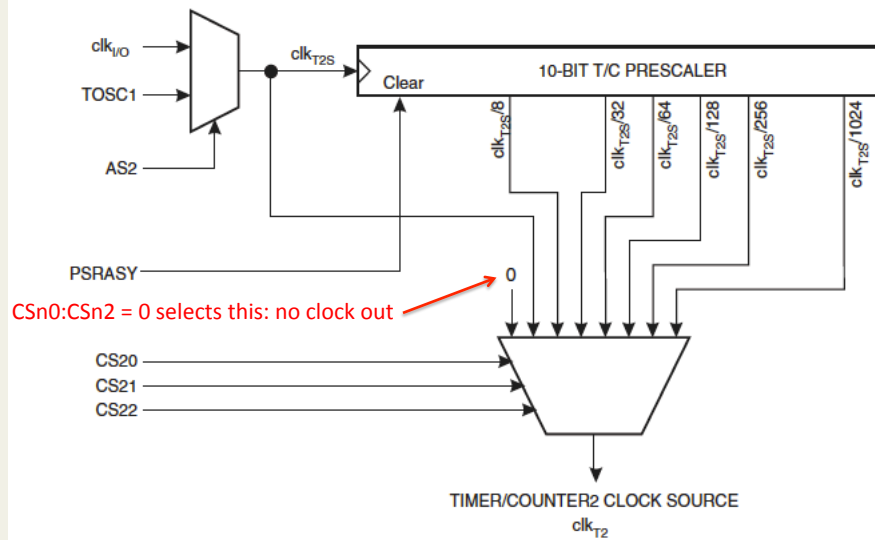 clkI/O
TOSC1
AS2
clkT2S
10-BIT T/C PRESCALER
Clear
clkT2S/8
clkT2S/32
clkT2S/64
clkT2S/128
clkT2S/256
clkT2S/1024
PSRASY
0
CSn0:CSn2 = 0 selects this: no clock out
CS20
CS21
CS22
TIMER/COUNTER2 CLOCK SOURCE
clkT2